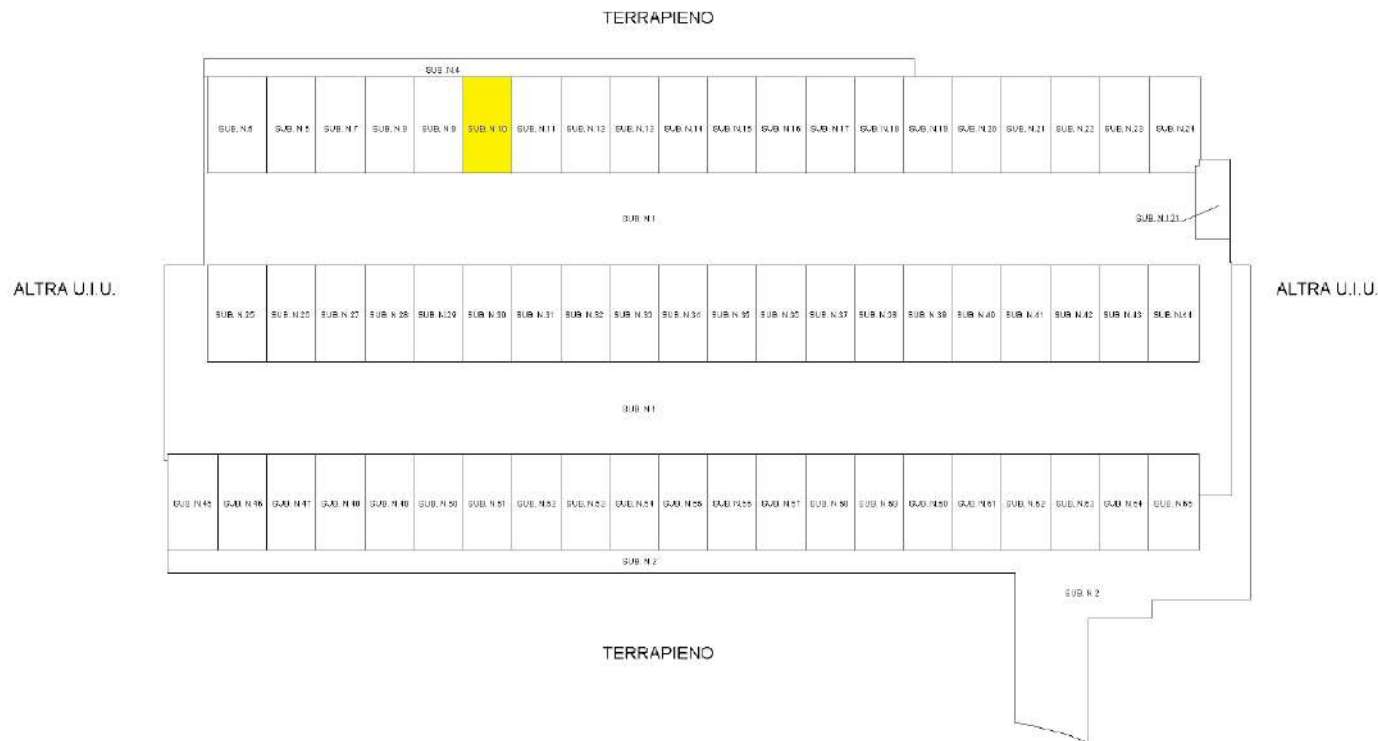 TERRAPIENO
SUB. N.4
SUB. N.5 SUB. N.6 SUB. N.7 SUB. N.8 SUB. N.9 SUB. N.10 SUB. N.11 SUB. N.12 SUB. N.13 SUB. N.14 SUB. N.15 SUB. N.16 SUB. N.17 SUB. N.18 SUB. N.19 SUB. N.20 SUB. N.21 SUB. N.22 SUB. N.23 SUB. N.24
SUB. N.1
SUB. N.121
ALTRA U.I.U.
ALTRA U.I.U.
SUB. N.25 SUB. N.26 SUB. N.27 SUB. N.28 SUB. N.29 SUB. N.30 SUB. N.31 SUB. N.32 SUB. N.33 SUB. N.34 SUB. N.35 SUB. N.36 SUB. N.37 SUB. N.38 SUB. N.39 SUB. N.40 SUB. N.41 SUB. N.42 SUB. N.43 SUB. N.44
SUB. N.1
SUB. N.45 SUB. N.46 SUB. N.47 SUB. N.48 SUB. N.49 SUB. N.50 SUB. N.51 SUB. N.52 SUB. N.53 SUB. N.54 SUB. N.55 SUB. N.56 SUB. N.57 SUB. N.58 SUB. N.59 SUB. N.60 SUB. N.61 SUB. N.62 SUB. N.63 SUB. N.64 SUB. N.65
SUB. N.2
SUB. N.2
TERRAPIENO